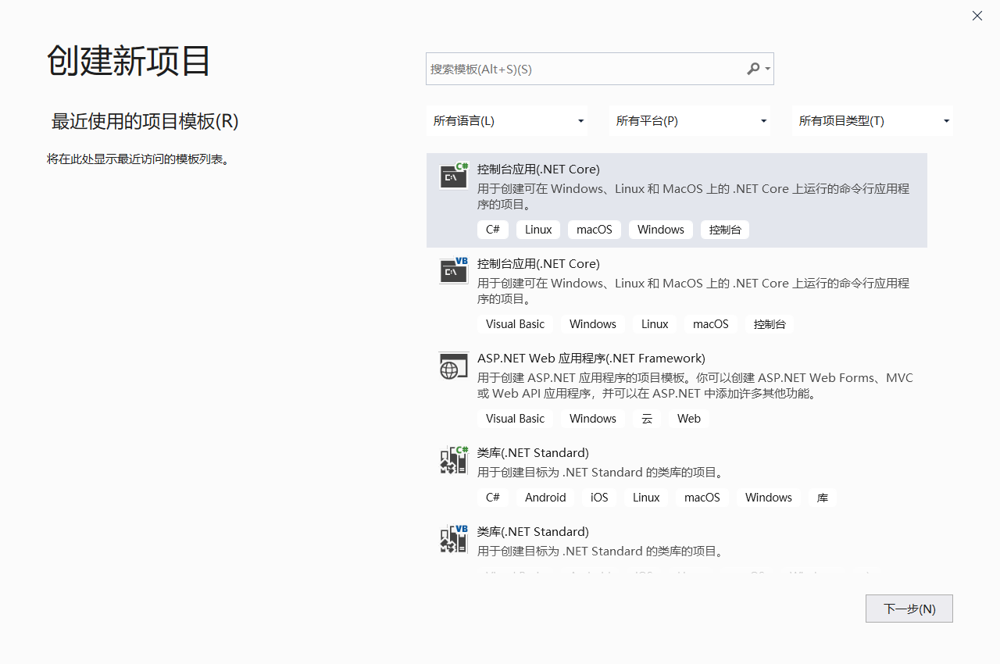 创建新项目
搜索模板(Alt+S)(S)
最近使用的项目模板(R)
将在此处显示最近访问的模板列表。
所有语言(L)
所有平台(P)
所有项目类型(T)
C#
控制台应用(.NET Core)
用于创建可在 Windows、Linux 和 MacOS 上的 .NET Core 上运行的命令行应用程
序的项目。
C# Linux macOS Windows 控制台
VB
控制台应用(.NET Core)
用于创建可在 Windows、Linux 和 MacOS 上的 .NET Core 上运行的命令行应用程
序的项目。
Visual Basic Windows Linux macOS 控制台
ASP.NET Web 应用程序(.NET Framework)
用于创建 ASP.NET 应用程序的项目模板。你可以创建 ASP.NET Web Forms、MVC
或 Web API 应用程序，并可以在 ASP.NET 中添加许多其他功能。
Visual Basic Windows 云 Web
C#
类库(.NET Standard)
用于创建目标为 .NET Standard 的类库的项目。
C# Android iOS Linux macOS Windows 库
VB
类库(.NET Standard)
用于创建目标为 .NET Standard 的类库的项目。
下一步(N)